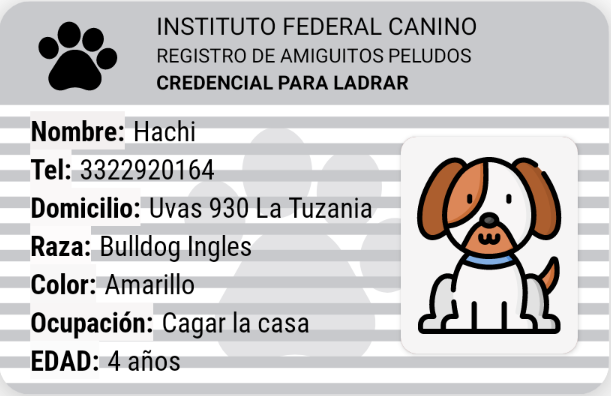 INSTITUTO FEDERAL CANINO
REGISTRO DE AMIGUITOS PELUDOS
CREDENCIAL PARA LADRAR
Nombre: Hachi
Tel: 3322920164
Domicilio: Uvas 930 La Tuzania
Raza: Bulldog Ingles
Color: Amarillo
Ocupación: Cagar la casa
EDAD: 4 años